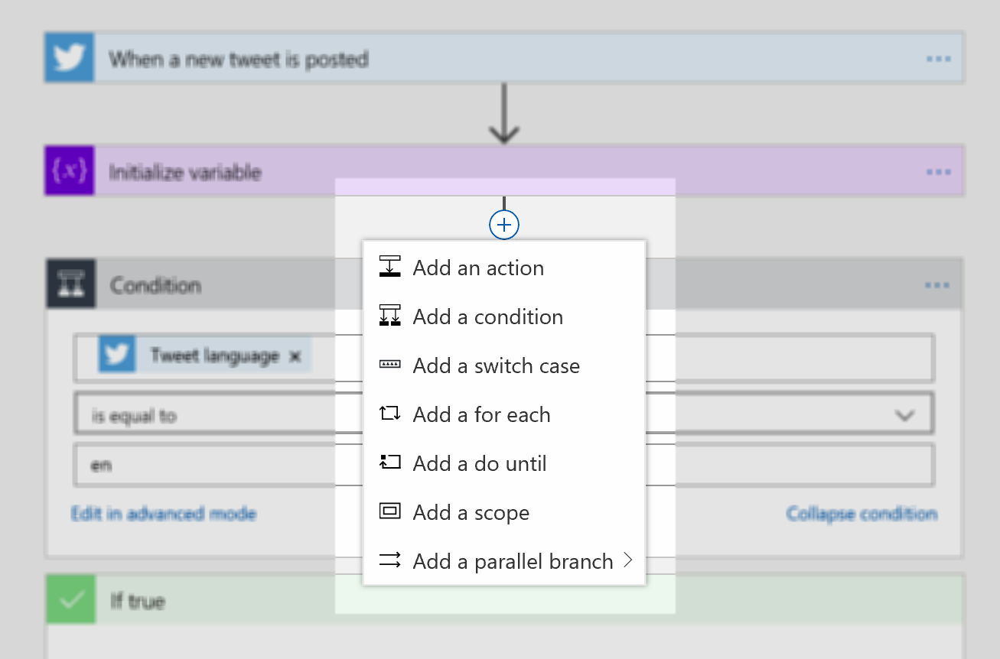 When a new tweet is posted
{x} Initialize variable
Add an action
Condition
Add a condition
Tweet language ×
Add a switch case
is equal to
Add a for each
en
Add a do until
Edit in advanced mode
Add a scope
Collapse condition
Add a parallel branch
If true